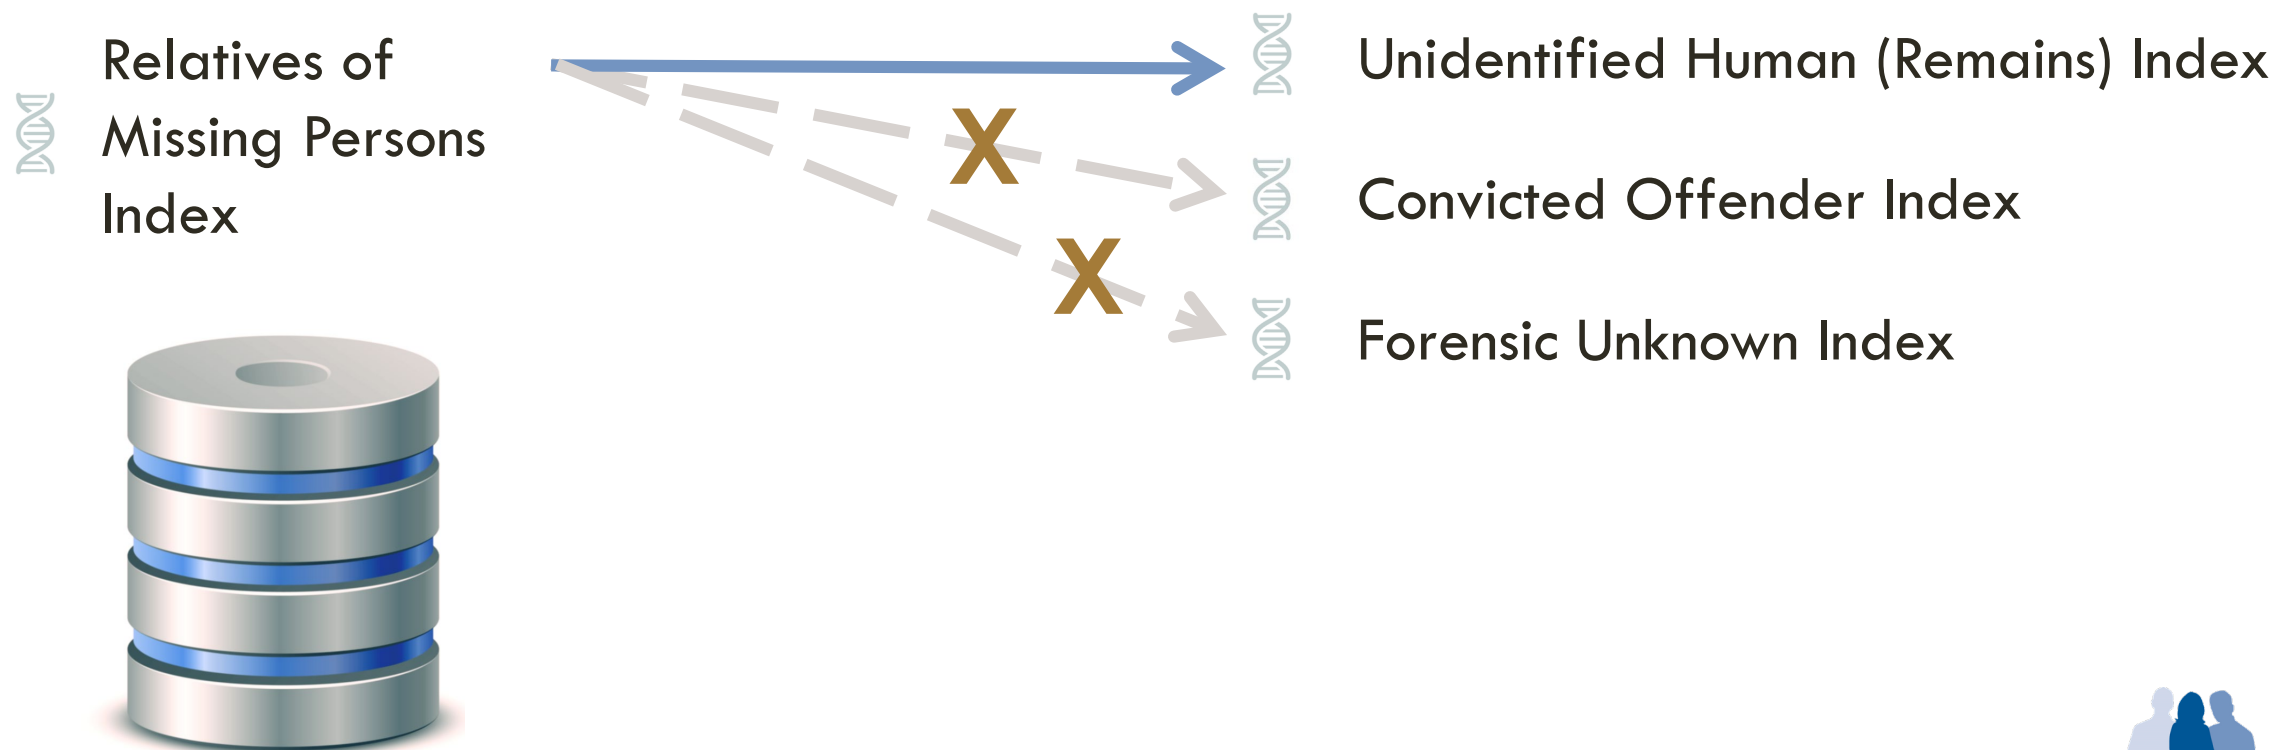 Relatives of
Missing Persons
Index
X
X
Unidentified Human (Remains) Index
Convicted Offender Index
Forensic Unknown Index